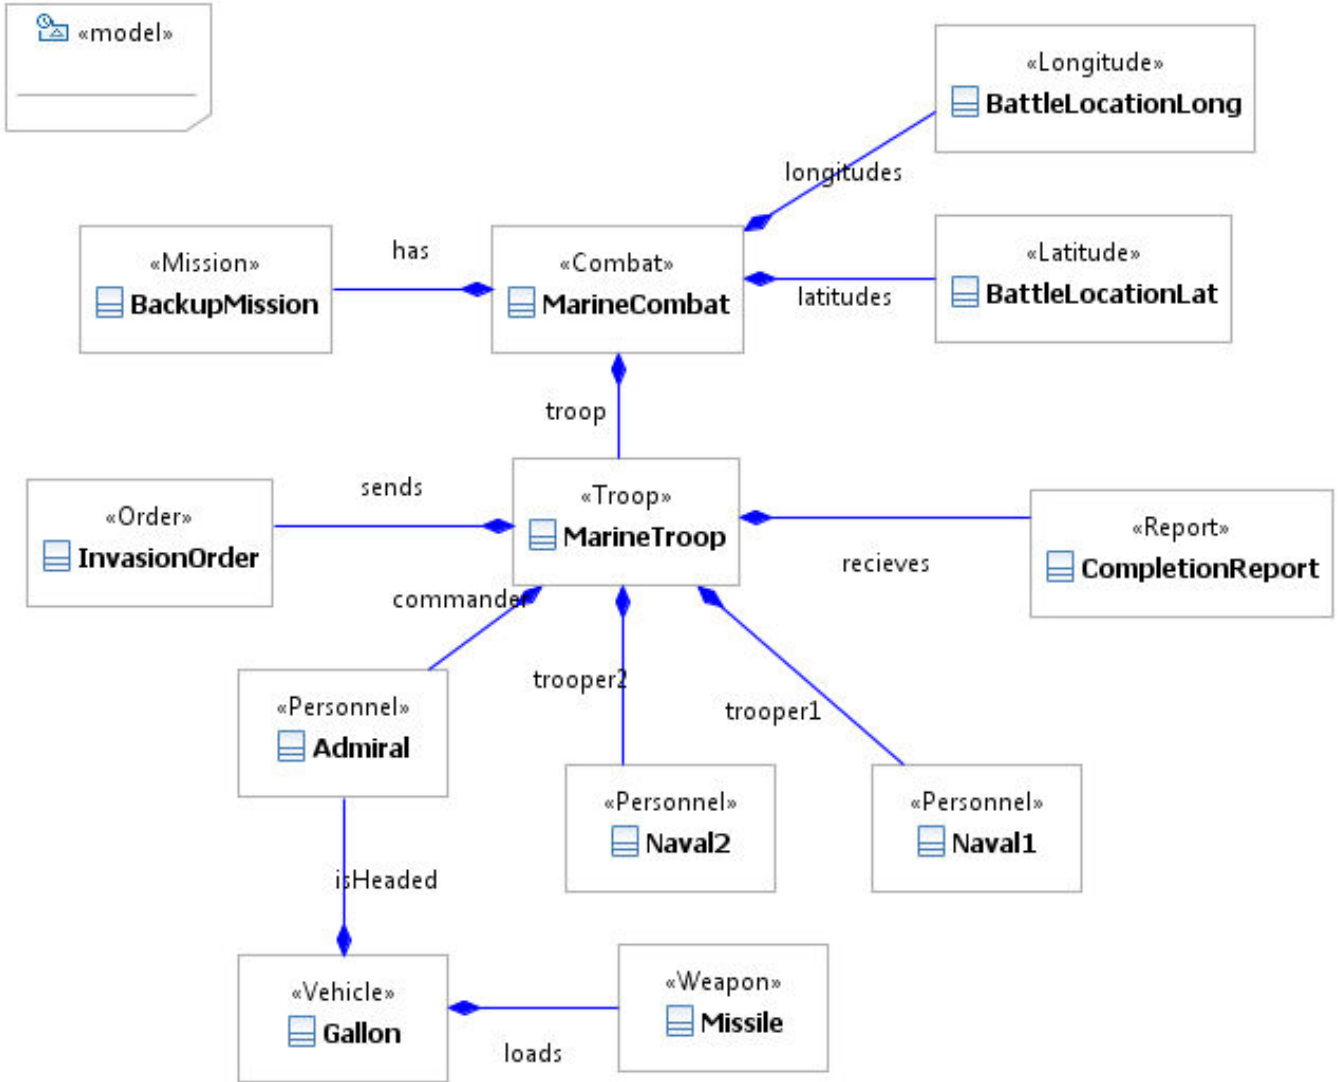 «model»
«Longitude»
BattleLocationLong
longitudes
«Mission»
BackupMission
has
«Combat»
MarineCombat
«Latitude»
BattleLocationLat
latitudes
troop
«Order»
InvasionOrder
sends
«Troop»
MarineTroop
«Report»
CompletionReport
recieves
commander
trooper2
trooper1
«Personnel»
Admiral
«Personnel»
Naval2
«Personnel»
Naval1
isHeaded
«Vehicle»
Gallon
«Weapon»
Missile
loads